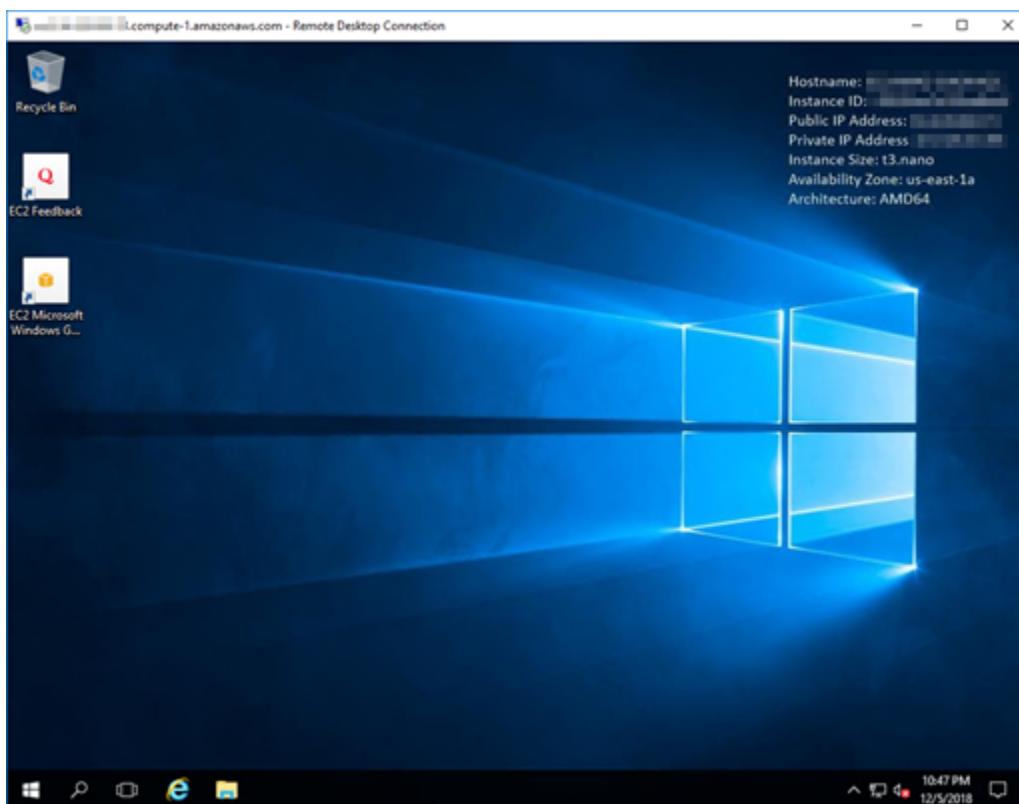 .compute-1.amazonaws.com - Remote Desktop Connection
Recycle Bin
Q
EC2 Feedback
EC2 Microsoft
Windows G...
Hostname:
Instance ID:
Public IP Address:
Private IP Address
Instance Size: t3.nano
Availability Zone: us-east-1a
Architecture: AMD64
10:47 PM
12/5/2018